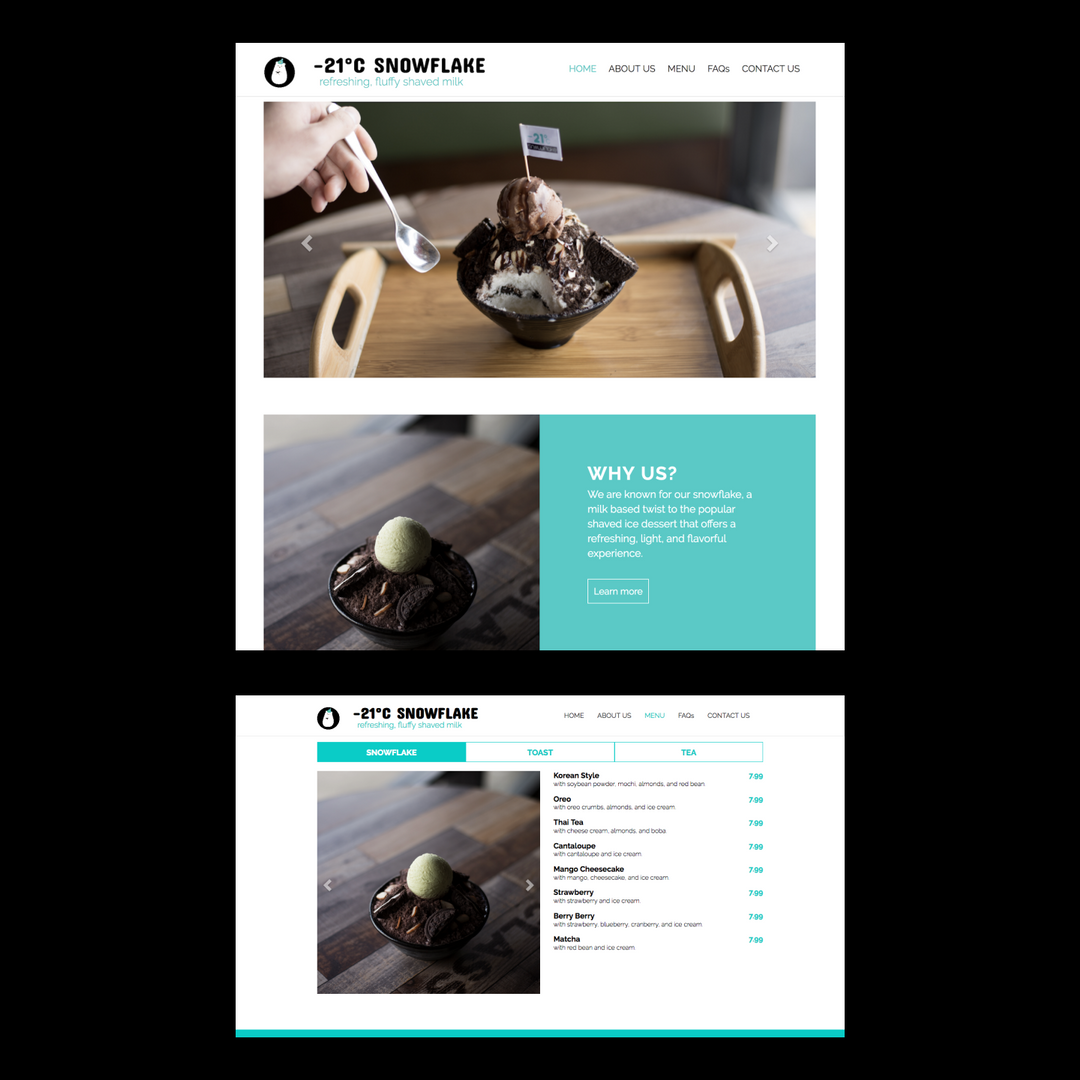 -21°C SNOWFLAKE
refreshing, fluffy shaved milk
HOME ABOUT US MENU FAQs CONTACT US
-21°
WHY US?
We are known for our snowflake, a
milk based twist to the popular
shaved ice dessert that offers a
refreshing, light, and flavorful
experience.
Learn more
-21°C SNOWFLAKE
refreshing, fluffy shaved milk
HOME ABOUT US MENU FAQs CONTACT US
SNOWFLAKE TOAST TEA
Korean Style 7.99
with soybean powder, mochi, almonds, and red bean
Oreo 7.99
with oreo crumbs, almonds, and ice cream
Thai Tea 7.99
with cheese cream, almonds, and boba
Cantaloupe 7.99
with cantaloupe and ice cream
Mango Cheesecake 7.99
with mango, cheesecake, and ice cream.
Strawberry 7.99
with strawberry and ice cream
Berry Berry 7.99
with strawberry, blueberry, cranberry, and ice cream
Matcha 7.99
with red bean and ice cream